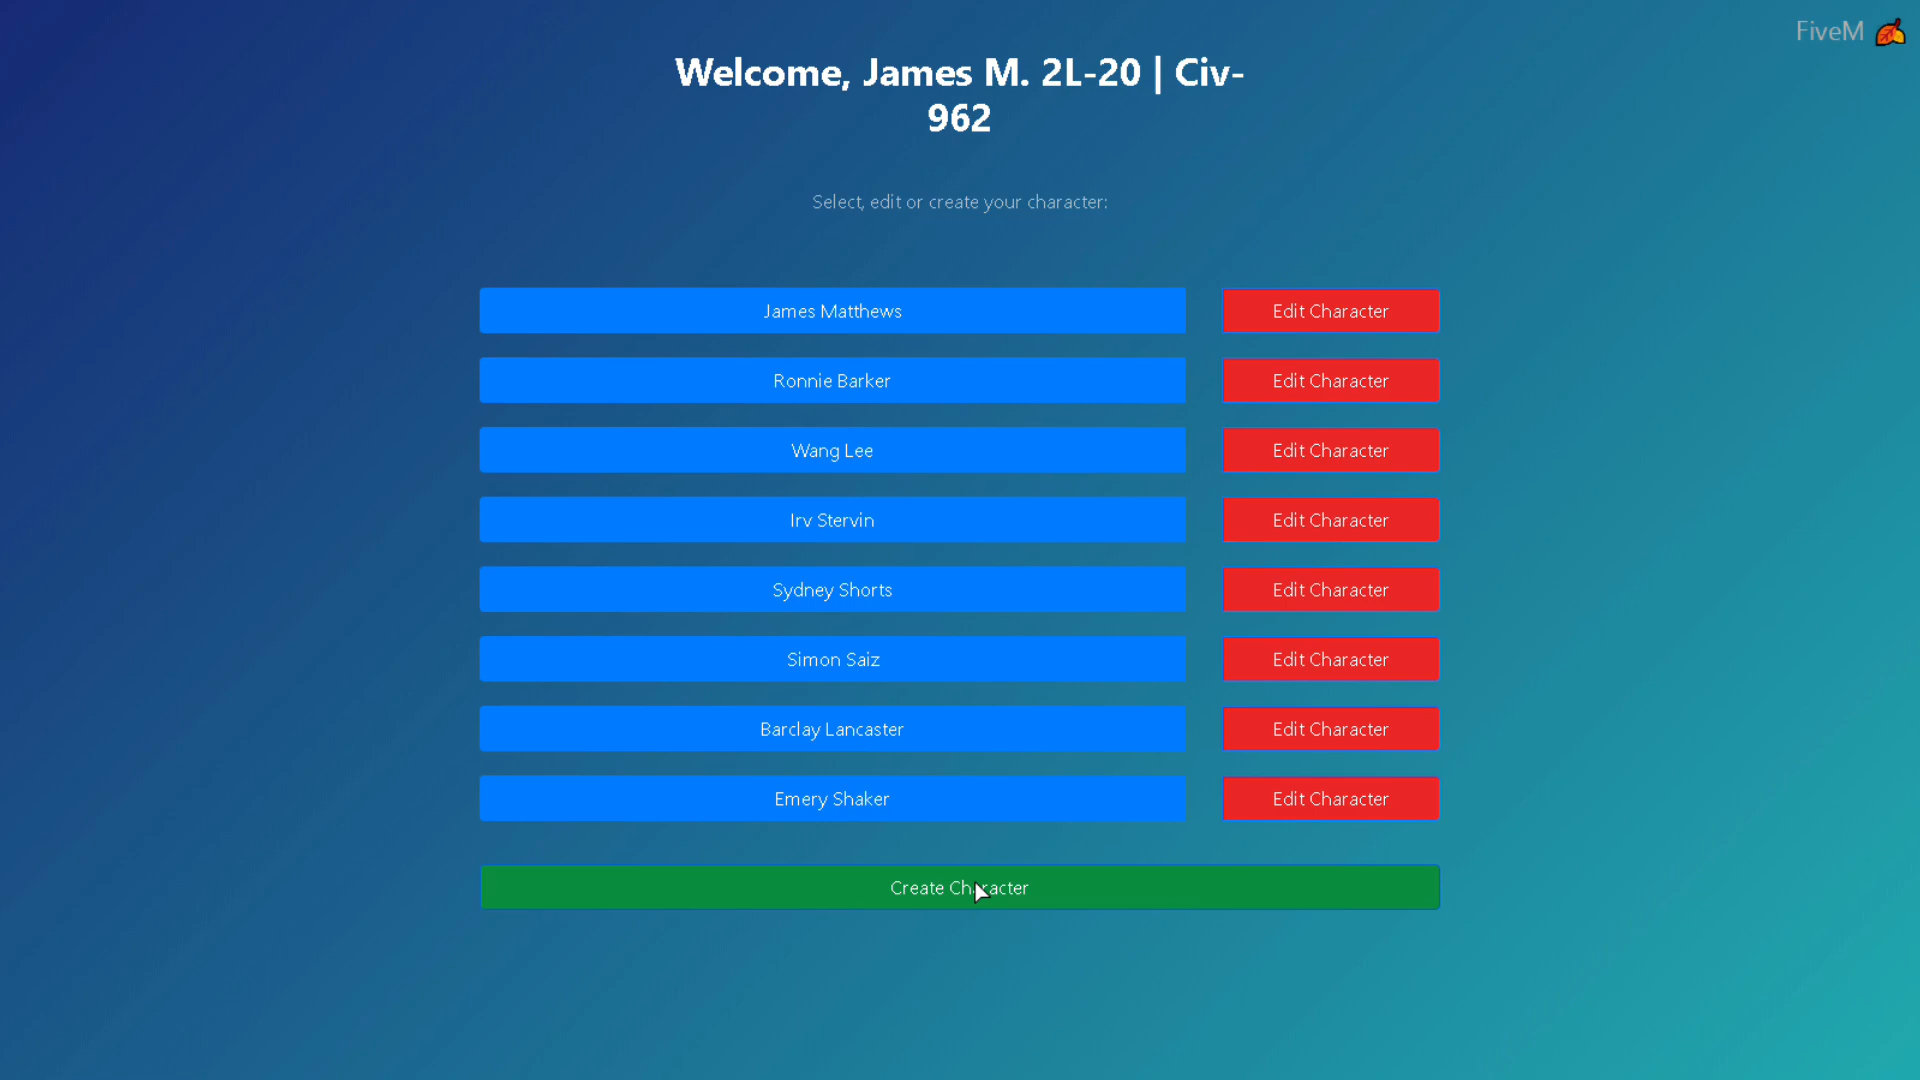 FiveM
Welcome, James M. 2L-20 | Civ-
962
Select, edit or create your character:
James Matthews Edit Character
Ronnie Barker Edit Character
Wang Lee Edit Character
Irv Stervin Edit Character
Sydney Shorts Edit Character
Simon Saiz Edit Character
Barclay Lancaster Edit Character
Emery Shaker Edit Character
Create Character